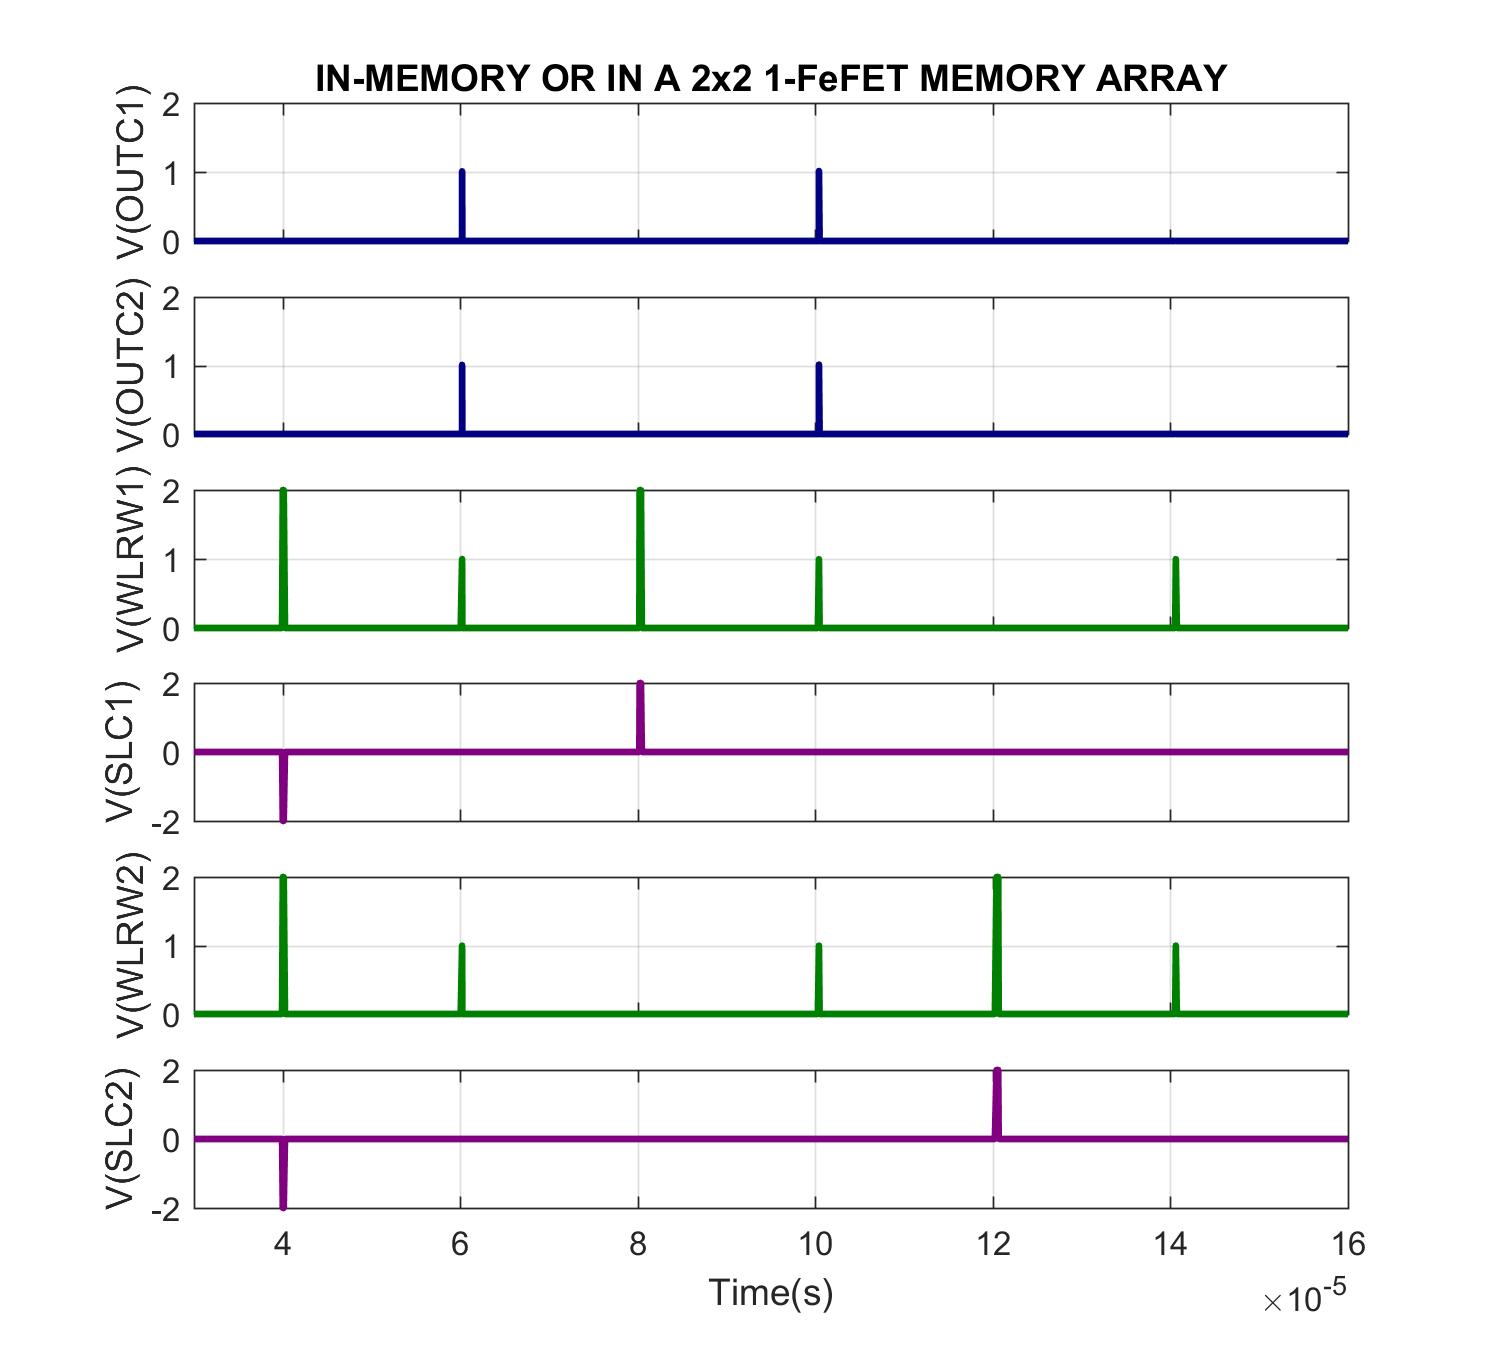 IN-MEMORY OR IN A 2x2 1-FeFET MEMORY ARRAY
V(OUTC1)
2
1
0
V(OUTC2)
2
1
0
V(WLRW1)
2
1
0
V(SLC1)
2
0
-2
V(WLRW2)
2
1
0
V(SLC2)
2
0
-2
4 6 8 10 12 14 16
Time(s)
×10-5